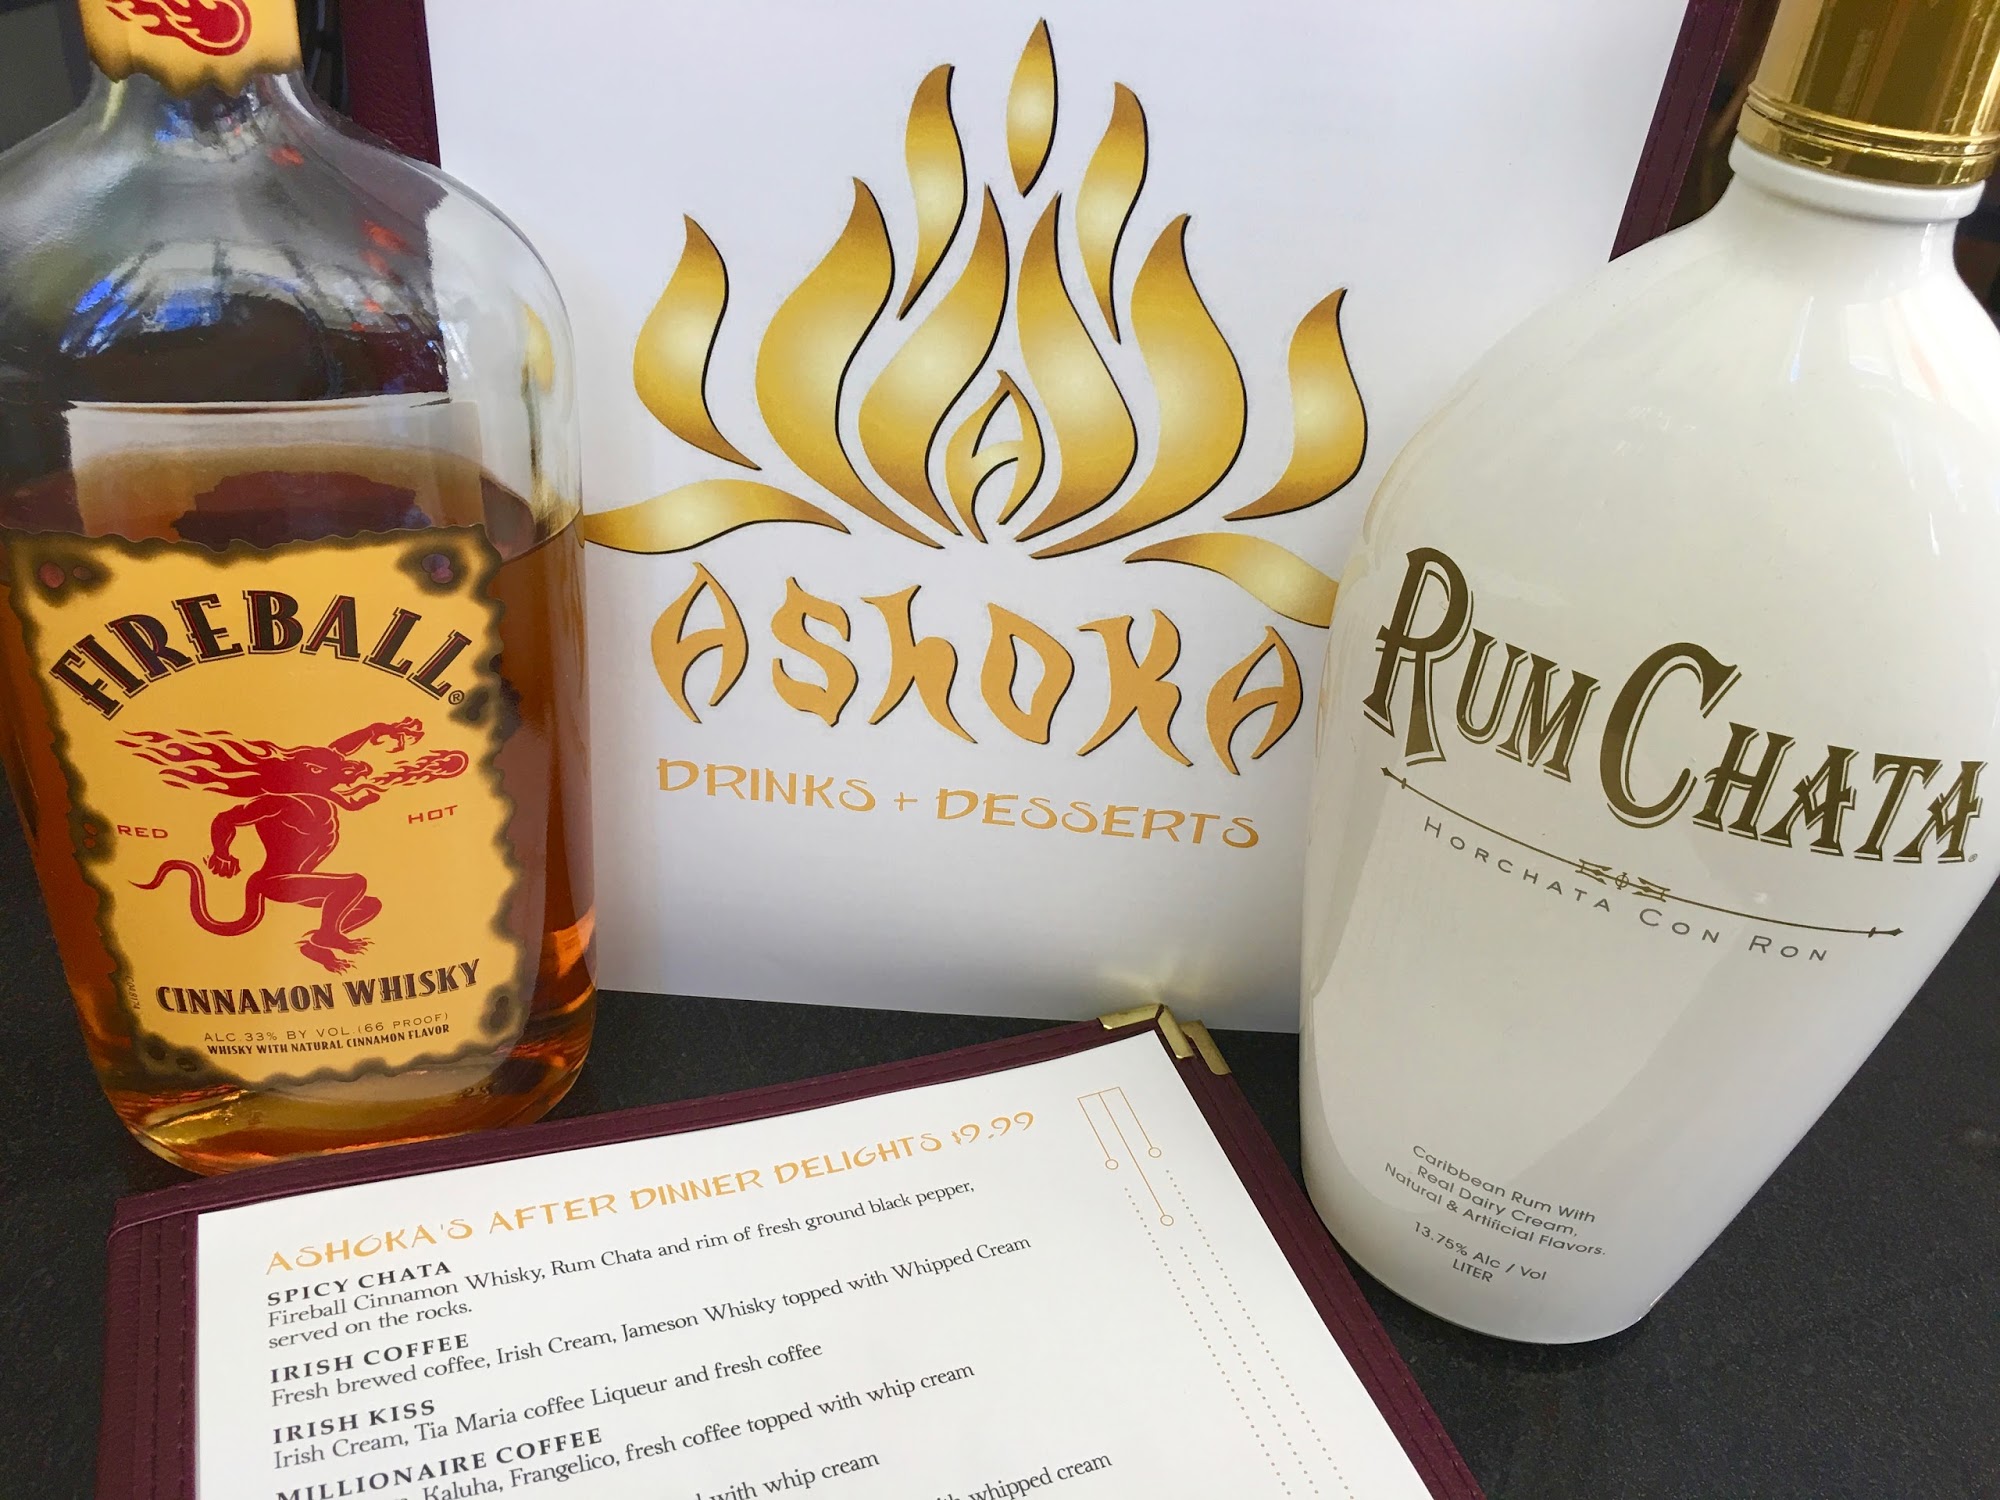 FIREBALL®
RED HOT
CINNAMON WHISKY
ALC 33% BY VOL (66 PROOF)
WHISKY WITH NATURAL CINNAMON FLAVOR
A
ASHOKA
DRINKS + DESSERTS
RUMCHATA®
HORCHATA CON RON
Caribbean Rum With
Real Dairy Cream,
Natural & Artificial Flavors.
13.75% Alc / Vol
LITER
ASHOKA'S AFTER DINNER DELIGHTS $9.99
SPICY CHATA
Fireball Cinnamon Whisky, Rum Chata and rim of fresh ground black pepper,
served on the rocks.
IRISH COFFEE
Fresh brewed coffee, Irish Cream, Jameson Whisky topped with Whipped Cream
IRISH KISS
Irish Cream, Tia Maria coffee Liqueur and fresh coffee
MILLIONAIRE COFFEE
Kaluha, Frangelico, fresh coffee topped with whip cream
with whip cream
whipped cream